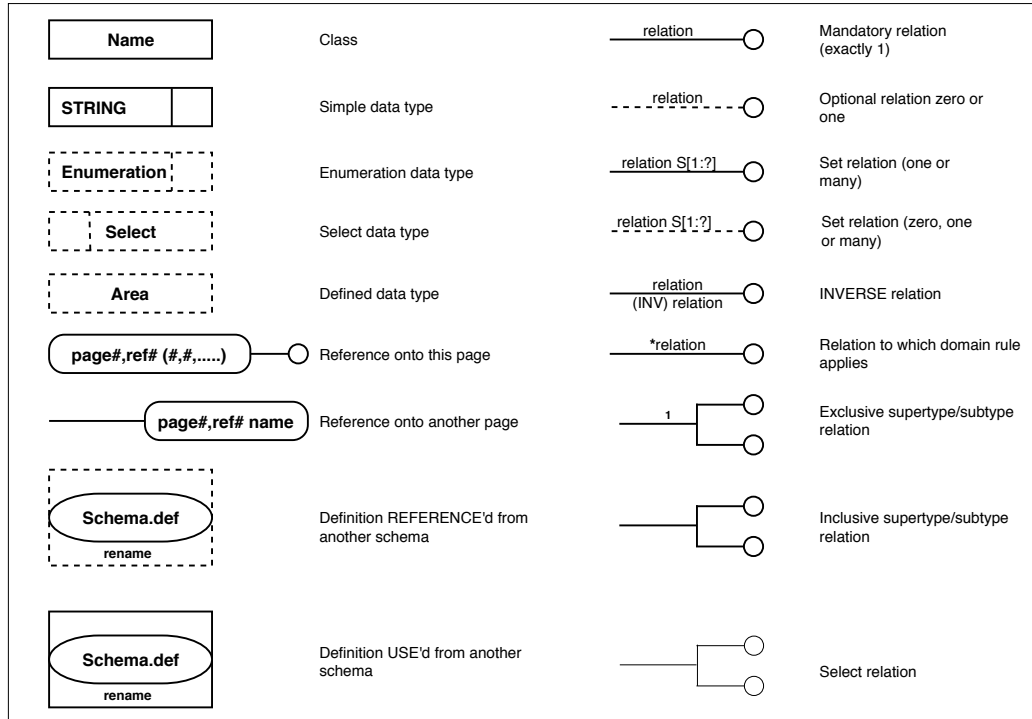 Name
Class
relation
Mandatory relation
(exactly 1)
STRING
Simple data type
relation
Optional relation zero or
one
Enumeration
Enumeration data type
relation S[1:?]
Set relation (one or
many)
Select
Select data type
relation S[1:?]
Set relation (zero, one
or many)
Area
Defined data type
relation
(INV) relation
INVERSE relation
page#,ref# (#,#,.....)
Reference onto this page
*relation
Relation to which domain rule
applies
page#,ref# name
Reference onto another page
1
Exclusive supertype/subtype
relation
Schema.def
rename
Definition REFERENCE'd from
another schema
Inclusive supertype/subtype
relation
Schema.def
rename
Definition USE'd from another
schema
Select relation